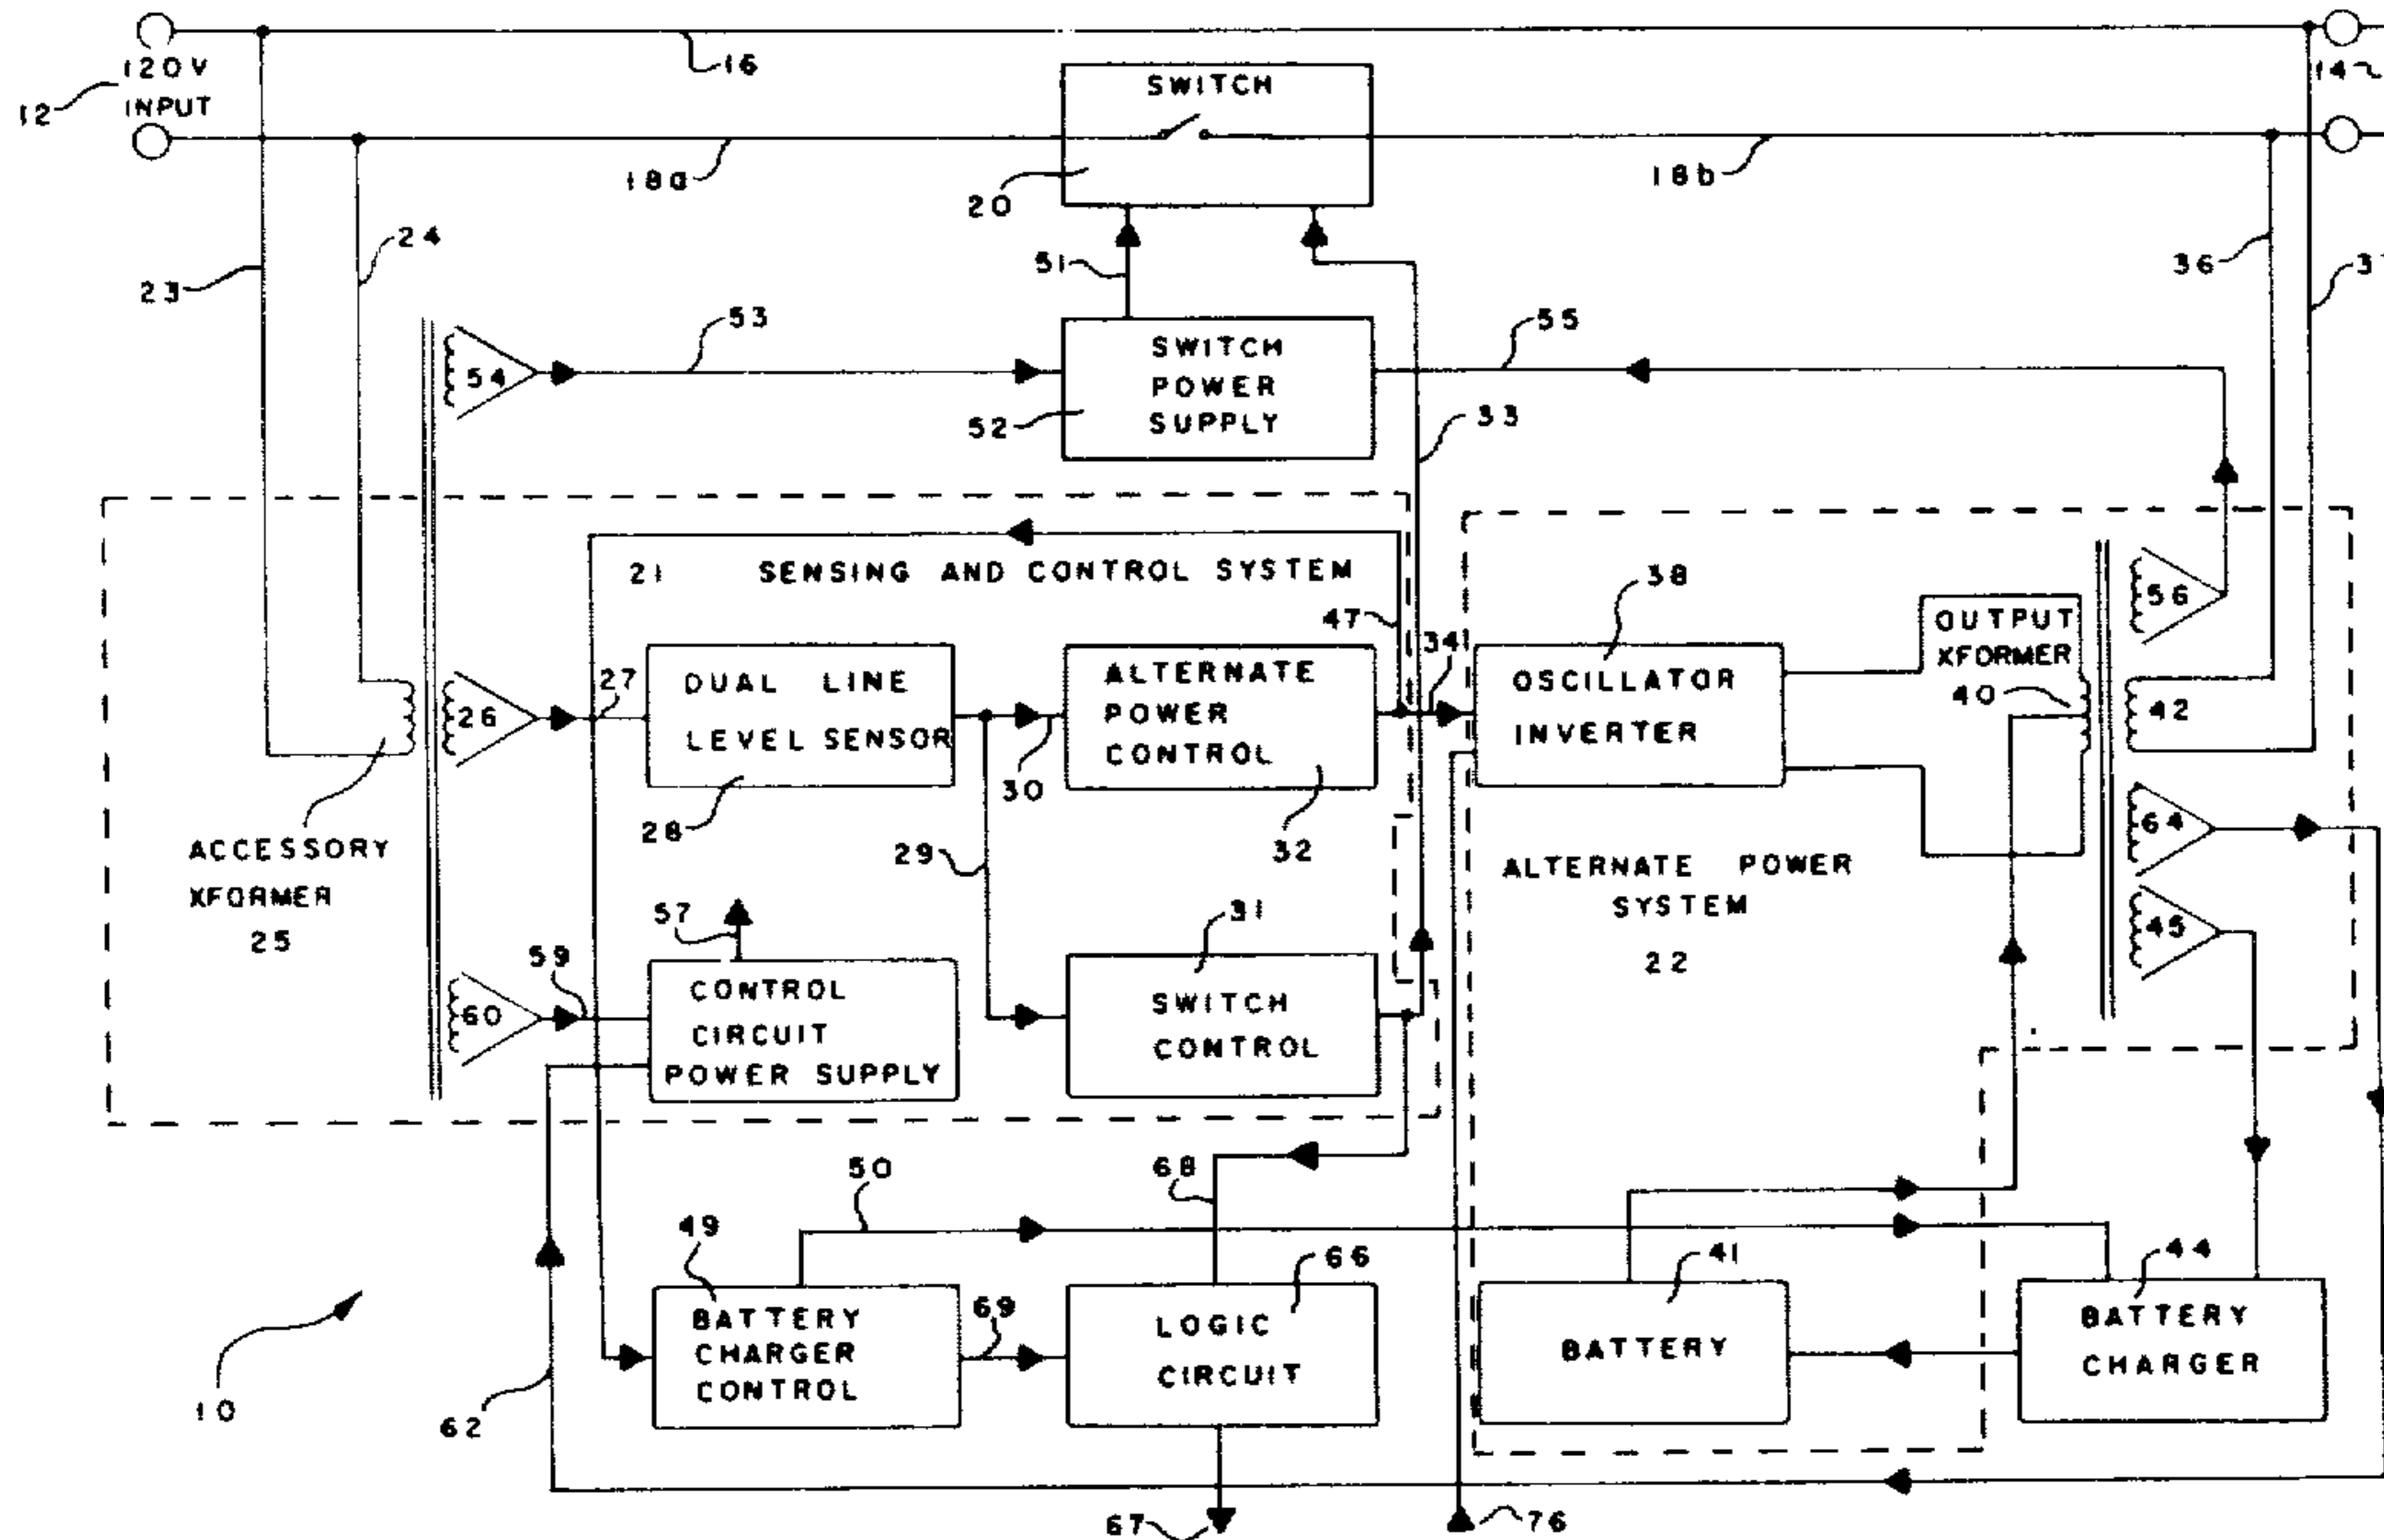 120V
INPUT
12
16
14
SWITCH
18a
20
18b
24
23
51
36
53
55
54
SWITCH
POWER
SUPPLY
52
33
21 SENSING AND CONTROL SYSTEM
38
56
47
34
OUTPUT
XFORMER
40
27
DUAL LINE
LEVEL SENSOR
28
26
30
ALTERNATE
POWER
CONTROL
32
OSCILLATOR
INVERTER
42
ACCESSORY
XFORMER
25
29
64
ALTERNATE POWER
SYSTEM
22
45
57
31
59
60
CONTROL
CIRCUIT
POWER SUPPLY
SWITCH
CONTROL
50
68
49
66
41
44
BATTERY
CHARGER
CONTROL
69
LOGIC
CIRCUIT
BATTERY
BATTERY
CHARGER
10
62
67
76